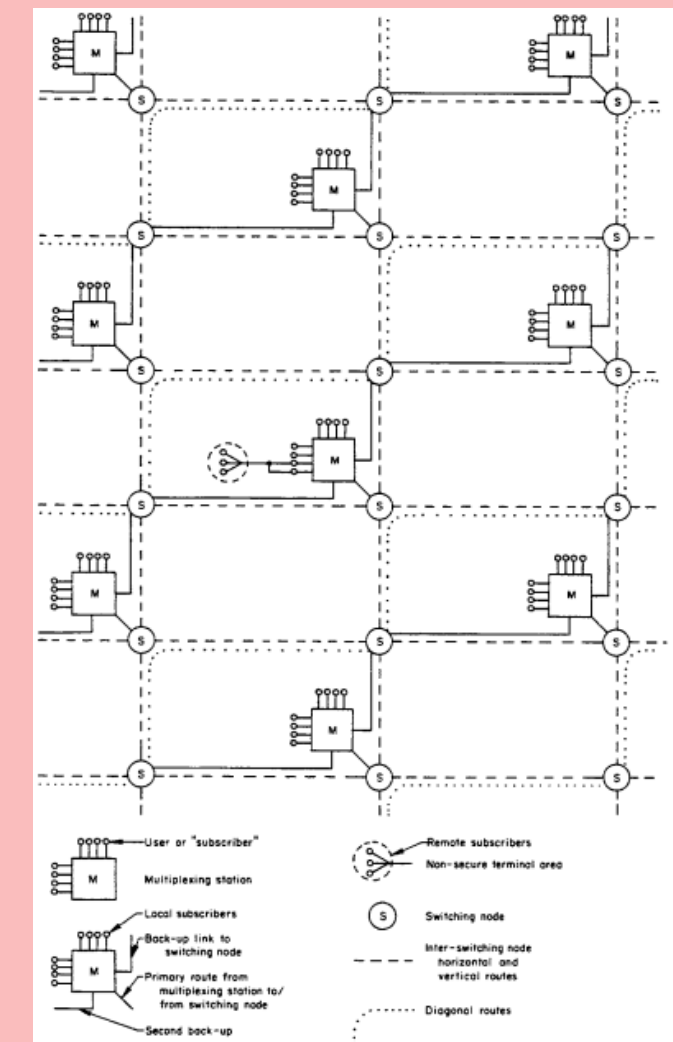 M M
S S S
M
S S S
M M
S S S
M
S S S
M M
S S S
M
S S S
User or "subscriber"
M Multiplexing station
Local subscribers
Back-up link to
switching node
M
Primary route from
multiplexing station to/
from switching node
Second back-up
Remote subscribers
Non-secure terminal area
S Switching node
Inter-switching node
horizontal and
vertical routes
Diagonal routes